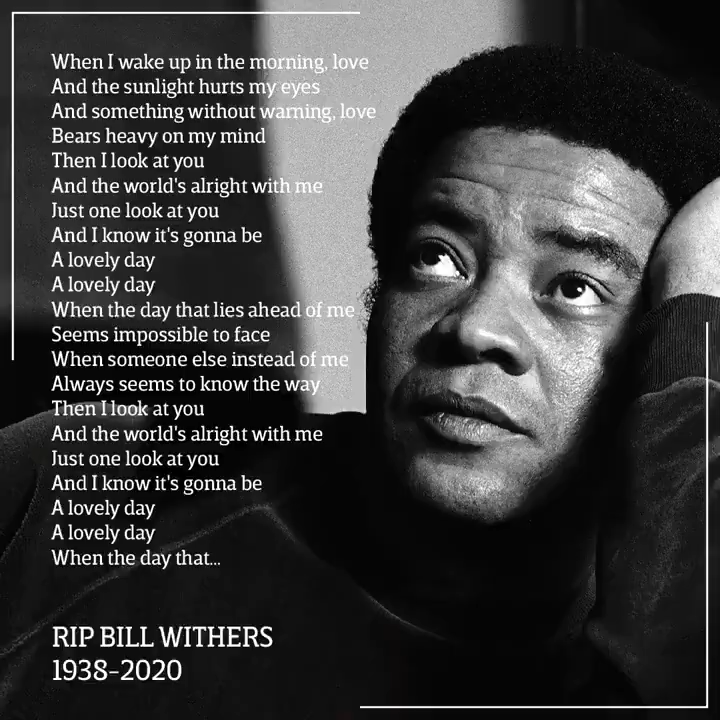 When I wake up in the morning, love
And the sunlight hurts my eyes
And something without warning, love
Bears heavy on my mind
Then I look at you
And the world's alright with me
Just one look at you
And I know it's gonna be
A lovely day
A lovely day
When the day that lies ahead of me
Seems impossible to face
When someone else instead of me
Always seems to know the way
Then I look at you
And the world's alright with me
Just one look at you
And I know it's gonna be
A lovely day
A lovely day
When the day that...
RIP BILL WITHERS
1938-2020